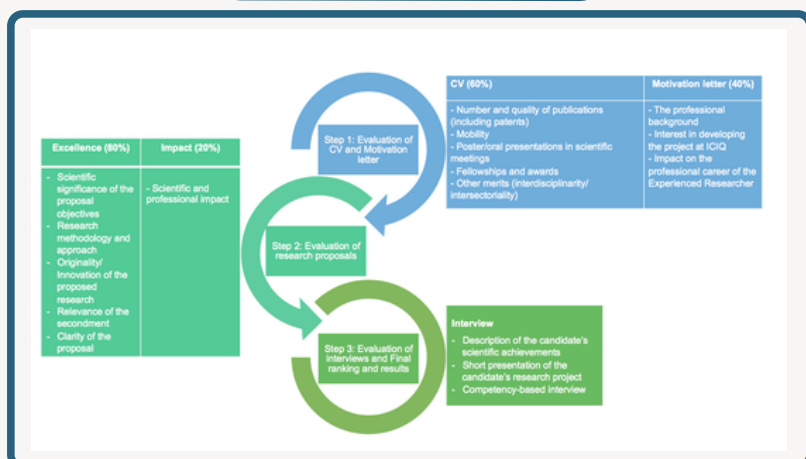 CV (60%)
Motivation letter (40%)
- Number and quality of publications
(including patents)
- Mobility
- Poster/oral presentations in scientific
meetings
- Fellowships and awards
- Other merits (interdisciplinarity/
intersectoriality)
- The professional
background
- Interest in developing
the project at ICIQ
- Impact on the
professional career of the
Experienced Researcher
Step 1: Evaluation of
CV and Motivation
letter
Excellence (80%)
Impact (20%)
- Scientific
significance of the
proposal
objectives
- Research
methodology and
approach
- Originality/
Innovation of the
proposed
research
- Relevance of the
secondment
- Clarity of the
proposal
- Scientific and
professional impact
Step 2: Evaluation of
research proposals
Step 3: Evaluation of
interviews and Final
ranking and results
Interview
- Description of the candidate's
scientific achievements
- Short presentation of the
candidate's research project
- Competency-based interview